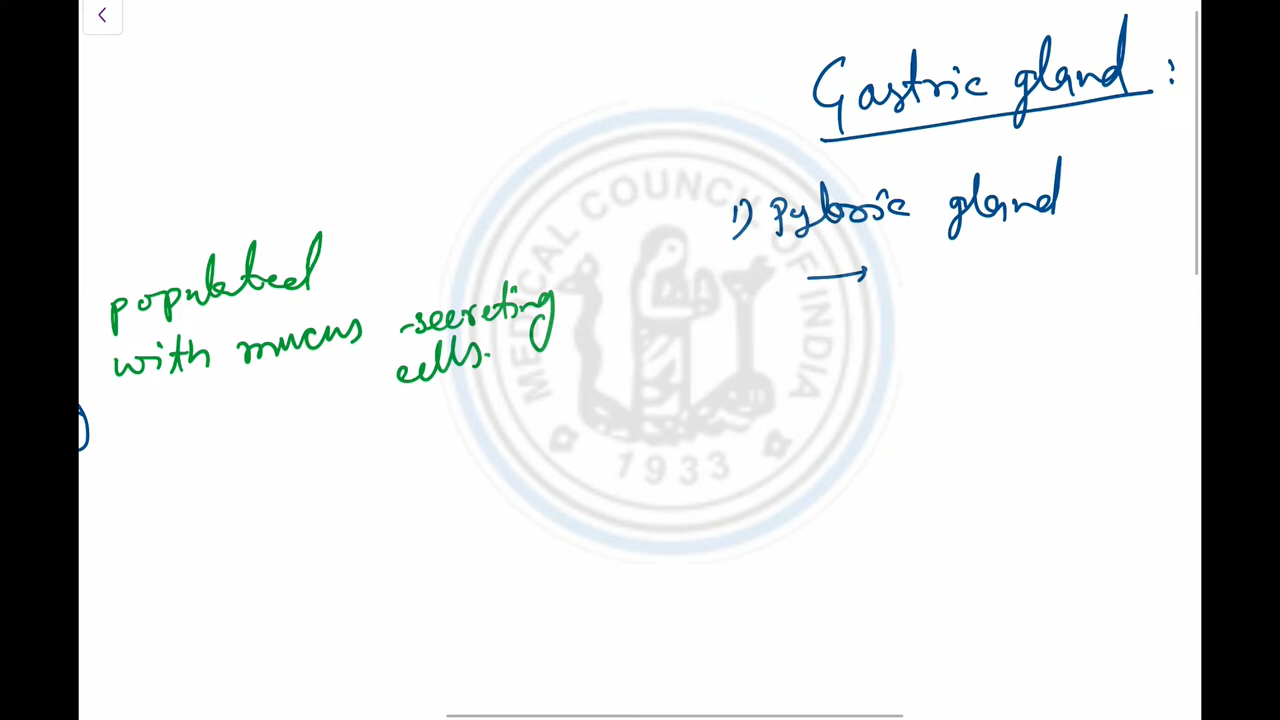 Gastric gland :
1) Pyloric gland
→
populated
with mucus -secreting
cells.
)
MEDICAL COUNCIL OF INDIA
1933